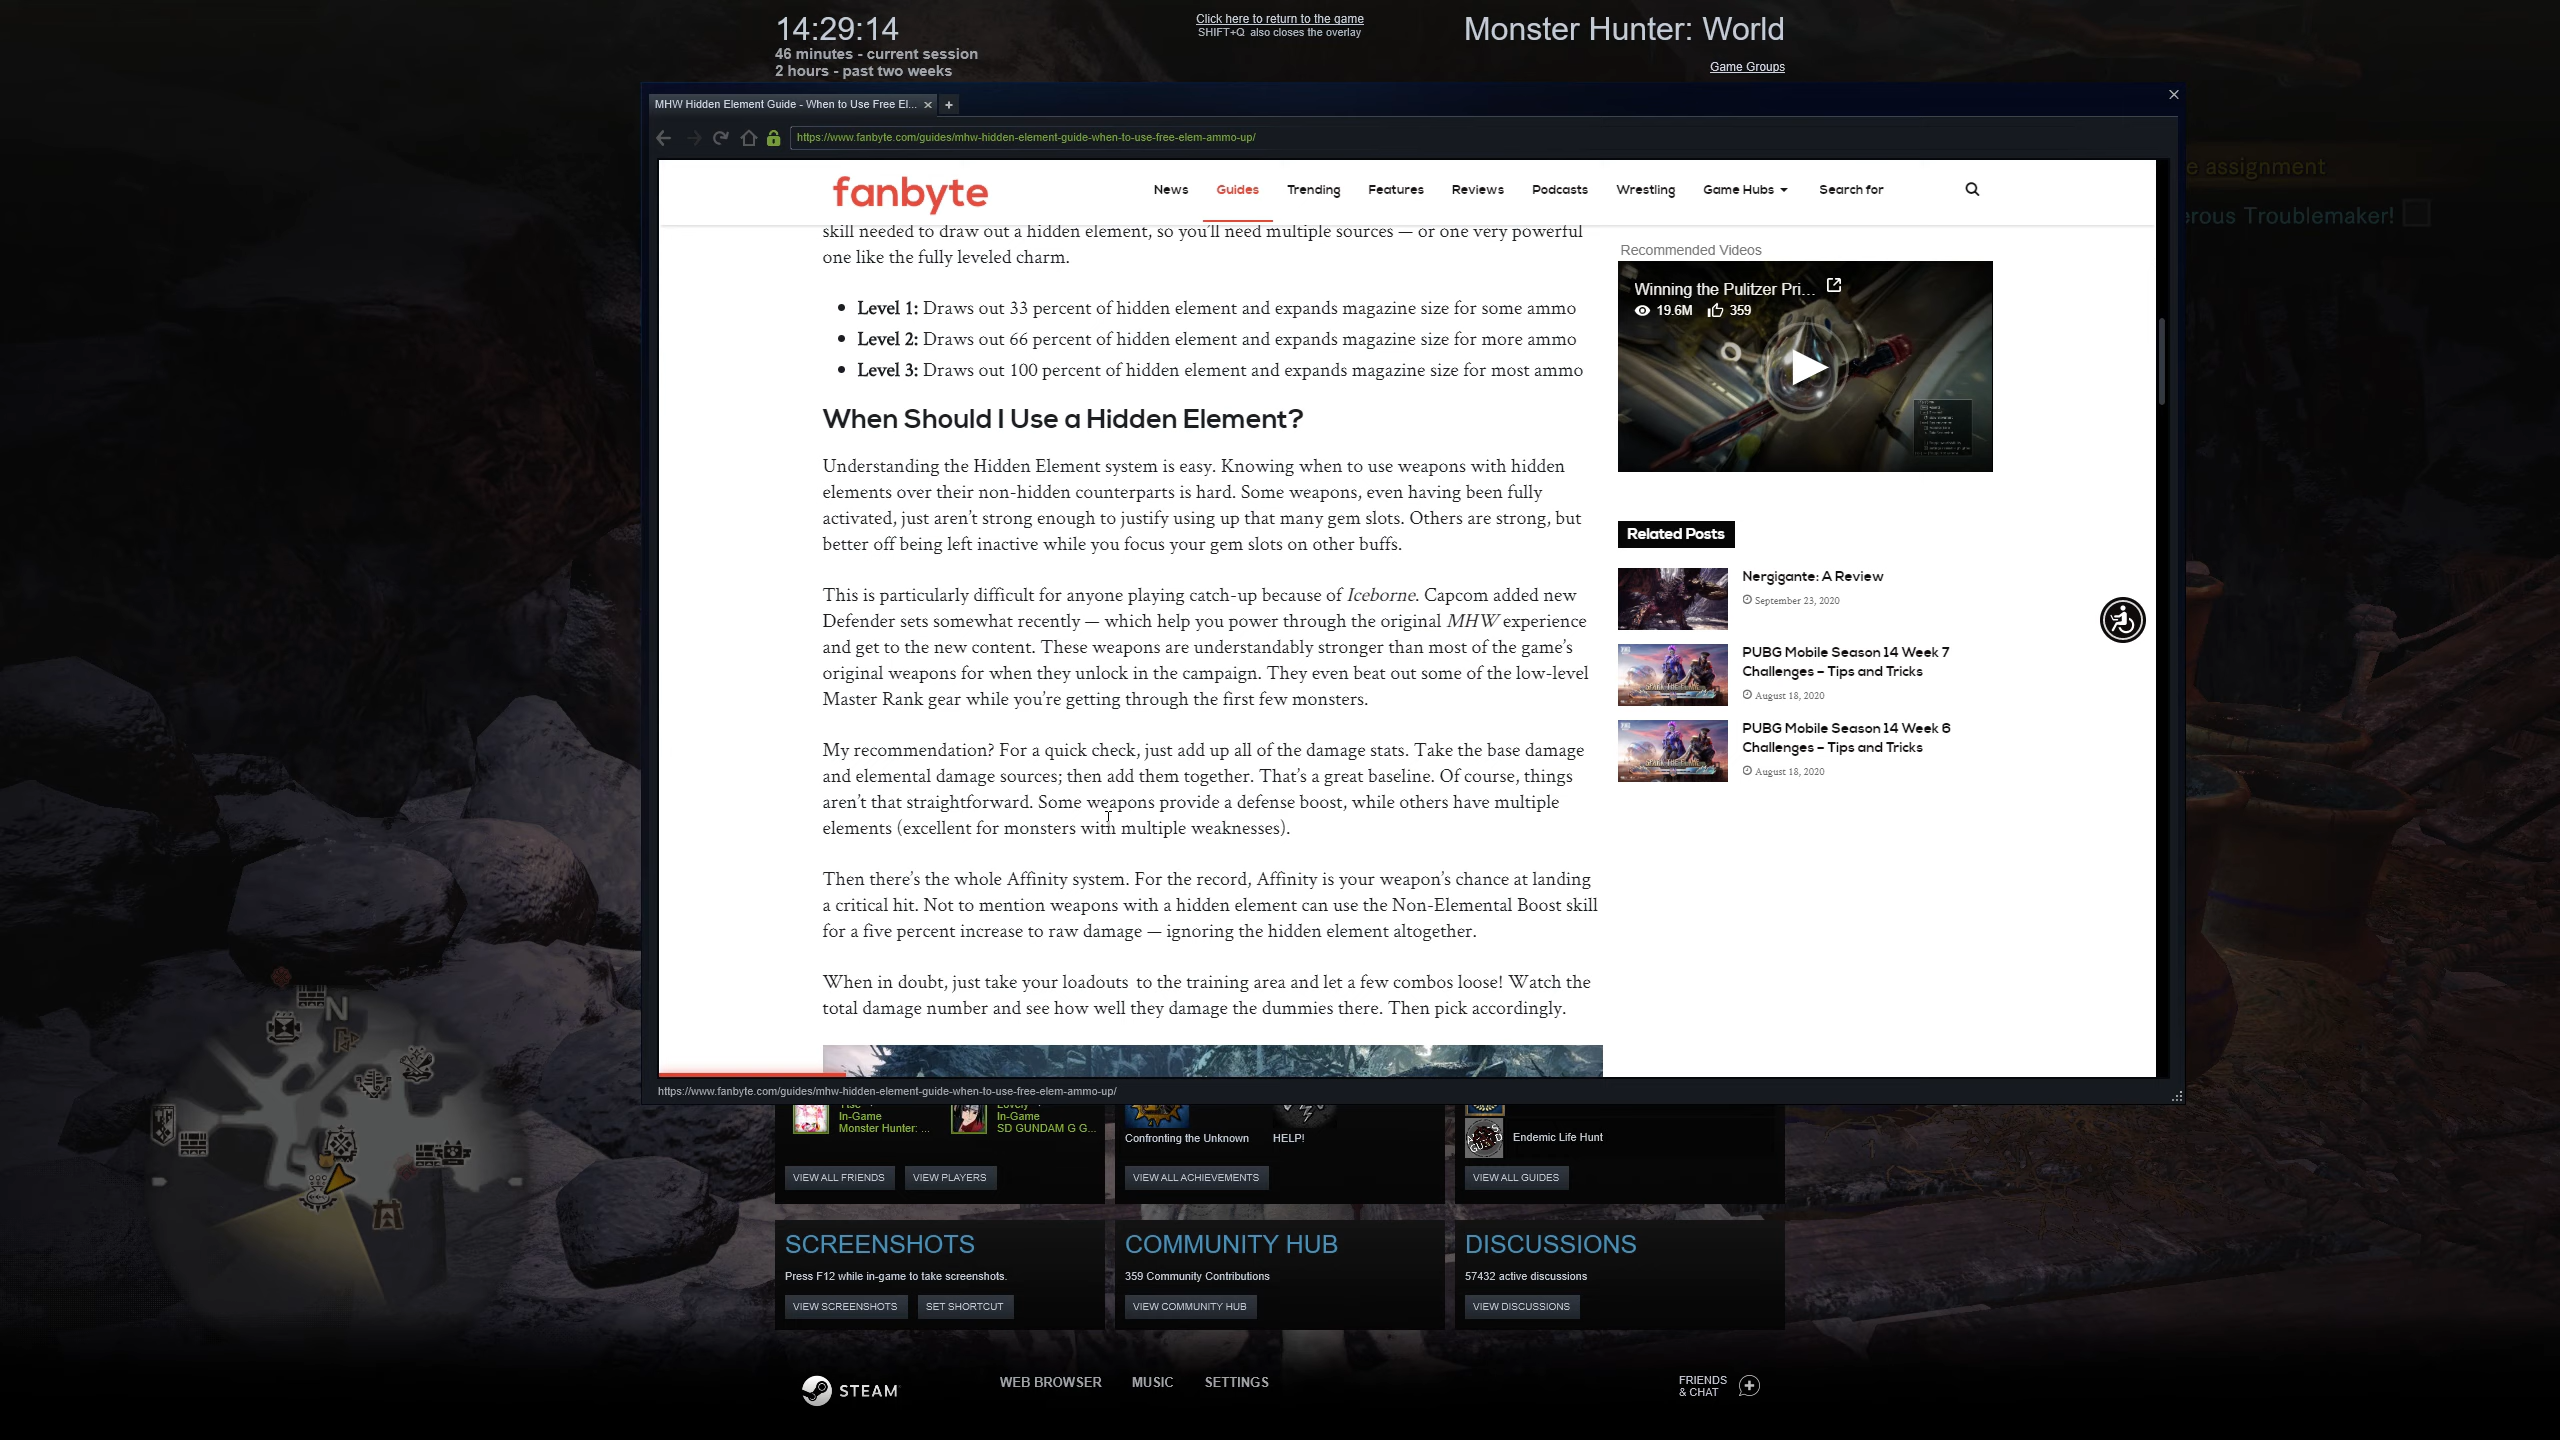 14:29:14
46 minutes - current session
2 hours - past two weeks
Click here to return to the game
SHIFT+Q also closes the overlay
Monster Hunter: World
Game Groups
MHW Hidden Element Guide - When to Use Free El...
https://www.fanbyte.com/guides/mhw-hidden-element-guide-when-to-use-free-elem-ammo-up/
e assignment
erous Troublemaker!
fanbyte
News Guides Trending Features Reviews Podcasts Wrestling Game Hubs Search for
skill needed to draw out a hidden element, so you'll need multiple sources — or one very powerful
one like the fully leveled charm.
• Level 1: Draws out 33 percent of hidden element and expands magazine size for some ammo
• Level 2: Draws out 66 percent of hidden element and expands magazine size for more ammo
• Level 3: Draws out 100 percent of hidden element and expands magazine size for most ammo
When Should I Use a Hidden Element?
Understanding the Hidden Element system is easy. Knowing when to use weapons with hidden
elements over their non-hidden counterparts is hard. Some weapons, even having been fully
activated, just aren't strong enough to justify using up that many gem slots. Others are strong, but
better off being left inactive while you focus your gem slots on other buffs.
This is particularly difficult for anyone playing catch-up because of Iceborne. Capcom added new
Defender sets somewhat recently — which help you power through the original MHW experience
and get to the new content. These weapons are understandably stronger than most of the game's
original weapons for when they unlock in the campaign. They even beat out some of the low-level
Master Rank gear while you're getting through the first few monsters.
My recommendation? For a quick check, just add up all of the damage stats. Take the base damage
and elemental damage sources; then add them together. That's a great baseline. Of course, things
aren't that straightforward. Some weapons provide a defense boost, while others have multiple
elements (excellent for monsters with multiple weaknesses).
Then there's the whole Affinity system. For the record, Affinity is your weapon's chance at landing
a critical hit. Not to mention weapons with a hidden element can use the Non-Elemental Boost skill
for a five percent increase to raw damage — ignoring the hidden element altogether.
When in doubt, just take your loadouts to the training area and let a few combos loose! Watch the
total damage number and see how well they damage the dummies there. Then pick accordingly.
Recommended Videos
Winning the Pulitzer Pri...
19.6M 359
Related Posts
Nergigante: A Review
September 23, 2020
PUBG Mobile Season 14 Week 7
Challenges – Tips and Tricks
August 18, 2020
PUBG Mobile Season 14 Week 6
Challenges – Tips and Tricks
August 18, 2020
https://www.fanbyte.com/guides/mhw-hidden-element-guide-when-to-use-free-elem-ammo-up/
N
In-Game
Monster Hunter: ...
Lovely
In-Game
SD GUNDAM G G...
VIEW ALL FRIENDS VIEW PLAYERS
Confronting the Unknown HELP!
VIEW ALL ACHIEVEMENTS
Endemic Life Hunt
VIEW ALL GUIDES
SCREENSHOTS
Press F12 while in-game to take screenshots.
VIEW SCREENSHOTS SET SHORTCUT
COMMUNITY HUB
359 Community Contributions
VIEW COMMUNITY HUB
DISCUSSIONS
57432 active discussions
VIEW DISCUSSIONS
STEAM
WEB BROWSER MUSIC SETTINGS
FRIENDS
& CHAT